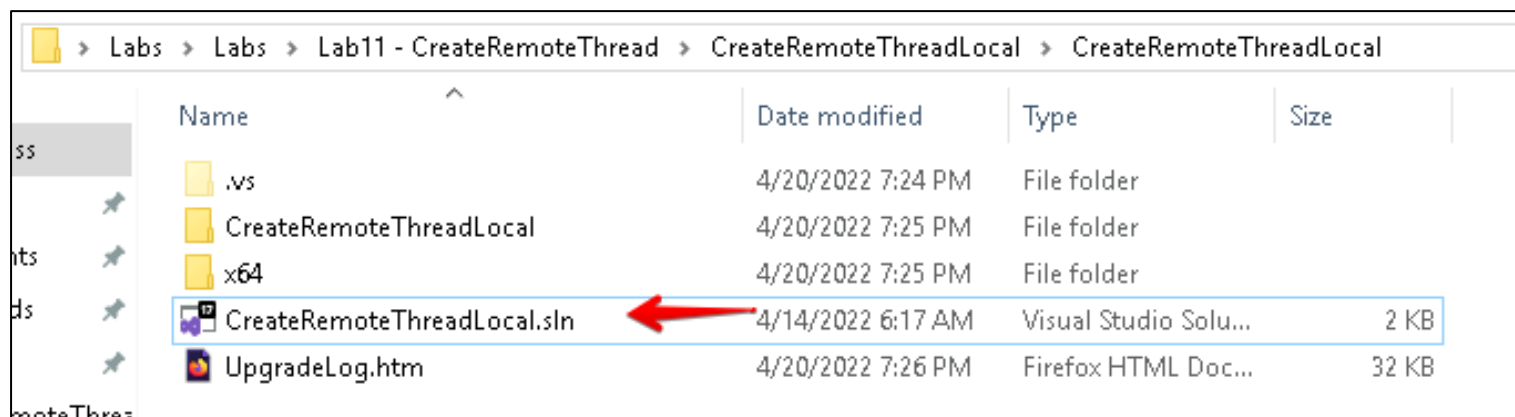 Labs > Labs > Lab11 - CreateRemoteThread > CreateRemoteThreadLocal > CreateRemoteThreadLocal
Name Date modified Type Size
ss
.vs 4/20/2022 7:24 PM File folder
CreateRemoteThreadLocal 4/20/2022 7:25 PM File folder
nts
x64 4/20/2022 7:25 PM File folder
ds
CreateRemoteThreadLocal.sln 4/14/2022 6:17 AM Visual Studio Solu... 2 KB
UpgradeLog.htm 4/20/2022 7:26 PM Firefox HTML Doc... 32 KB
moteThrea